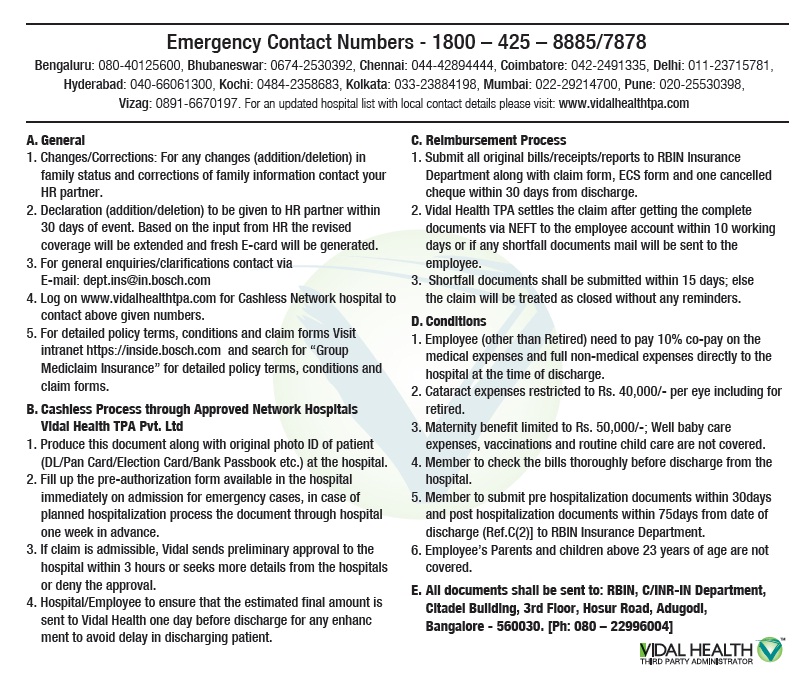 Emergency Contact Numbers - 1800 – 425 – 8885/7878
Bengaluru: 080-40125600, Bhubaneswar: 0674-2530392, Chennai: 044-42894444, Coimbatore: 042-2491335, Delhi: 011-23715781,
Hyderabad: 040-66061300, Kochi: 0484-2358683, Kolkata: 033-23884198, Mumbai: 022-29214700, Pune: 020-25530398,
Vizag: 0891-6670197. For an updated hospital list with local contact details please visit: www.vidalhealthtpa.com
A. General
1. Changes/Corrections: For any changes (addition/deletion) in
family status and corrections of family information contact your
HR partner.
2. Declaration (addition/deletion) to be given to HR partner within
30 days of event. Based on the input from HR the revised
coverage will be extended and fresh E-card will be generated.
3. For general enquiries/clarifications contact via
E-mail: dept.ins@in.bosch.com
4. Log on www.vidalhealthtpa.com for Cashless Network hospital to
contact above given numbers.
5. For detailed policy terms, conditions and claim forms Visit
intranet https://inside.bosch.com and search for “Group
Mediclaim Insurance” for detailed policy terms, conditions and
claim forms.
B. Cashless Process through Approved Network Hospitals
Vidal Health TPA Pvt. Ltd
1. Produce this document along with original photo ID of patient
(DL/Pan Card/Election Card/Bank Passbook etc.) at the hospital.
2. Fill up the pre-authorization form available in the hospital
immediately on admission for emergency cases, in case of
planned hospitalization process the document through hospital
one week in advance.
3. If claim is admissible, Vidal sends preliminary approval to the
hospital within 3 hours or seeks more details from the hospitals
or deny the approval.
4. Hospital/Employee to ensure that the estimated final amount is
sent to Vidal Health one day before discharge for any enhanc
ment to avoid delay in discharging patient.
C. Reimbursement Process
1. Submit all original bills/receipts/reports to RBIN Insurance
Department along with claim form, ECS form and one cancelled
cheque within 30 days from discharge.
2. Vidal Health TPA settles the claim after getting the complete
documents via NEFT to the employee account within 10 working
days or if any shortfall documents mail will be sent to the
employee.
3. Shortfall documents shall be submitted within 15 days; else
the claim will be treated as closed without any reminders.
D. Conditions
1. Employee (other than Retired) need to pay 10% co-pay on the
medical expenses and full non-medical expenses directly to the
hospital at the time of discharge.
2. Cataract expenses restricted to Rs. 40,000/- per eye including for
retired.
3. Maternity benefit limited to Rs. 50,000/-; Well baby care
expenses, vaccinations and routine child care are not covered.
4. Member to check the bills thoroughly before discharge from the
hospital.
5. Member to submit pre hospitalization documents within 30days
and post hospitalization documents within 75days from date of
discharge (Ref.C(2)] to RBIN Insurance Department.
6. Employee’s Parents and children above 23 years of age are not
covered.
E. All documents shall be sent to: RBIN, C/INR-IN Department,
Citadel Building, 3rd Floor, Hosur Road, Adugodi,
Bangalore - 560030. [Ph: 080 – 22996004]
VIDAL HEALTH TM
THIRD PARTY ADMINISTRATOR